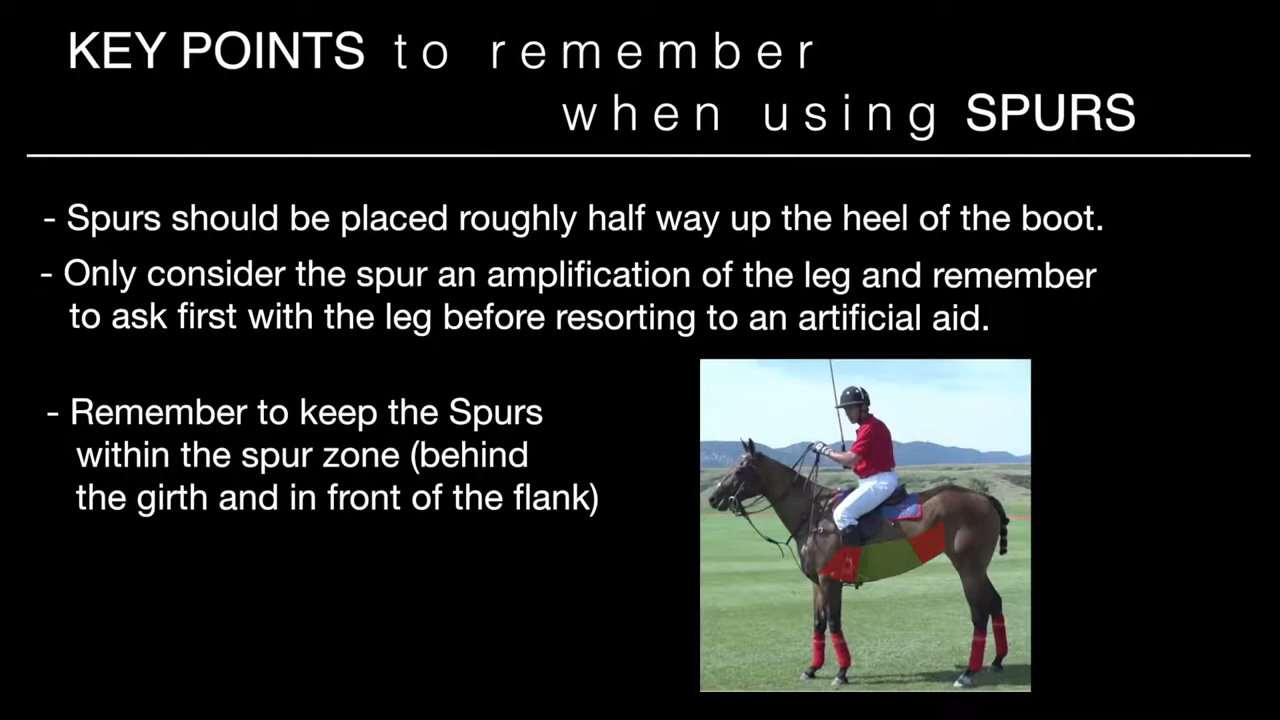 KEY POINTS to remember
when using SPURS
- Spurs should be placed roughly half way up the heel of the boot.
- Only consider the spur an amplification of the leg and remember
to ask first with the leg before resorting to an artificial aid.
- Remember to keep the Spurs
within the spur zone (behind
the girth and in front of the flank)